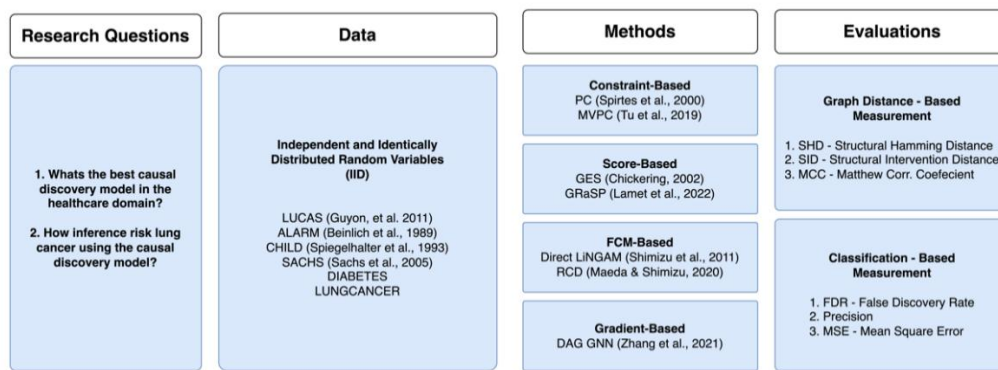 Research Questions
1. Whats the best causal
discovery model in the
healthcare domain?
2. How inference risk lung
cancer using the causal
discovery model?
Data
Independent and Identically
Distributed Random Variables
(IID)
LUCAS (Guyon, et al. 2011)
ALARM (Beinlich et al., 1989)
CHILD (Spiegelhalter et al., 1993)
SACHS (Sachs et al., 2005)
DIABETES
LUNGCANCER
Methods
Constraint-Based
PC (Spirtes et al., 2000)
MVPC (Tu et al., 2019)
Score-Based
GES (Chickering, 2002)
GRaSP (Lamet et al., 2022)
FCM-Based
Direct LiNGAM (Shimizu et al., 2011)
RCD (Maeda & Shimizu, 2020)
Gradient-Based
DAG GNN (Zhang et al., 2021)
Evaluations
Graph Distance - Based
Measurement
1. SHD - Structural Hamming Distance
2. SID - Structural Intervention Distance
3. MCC - Matthew Corr. Coefecient
Classification - Based
Measurement
1. FDR - False Discovery Rate
2. Precision
3. MSE - Mean Square Error